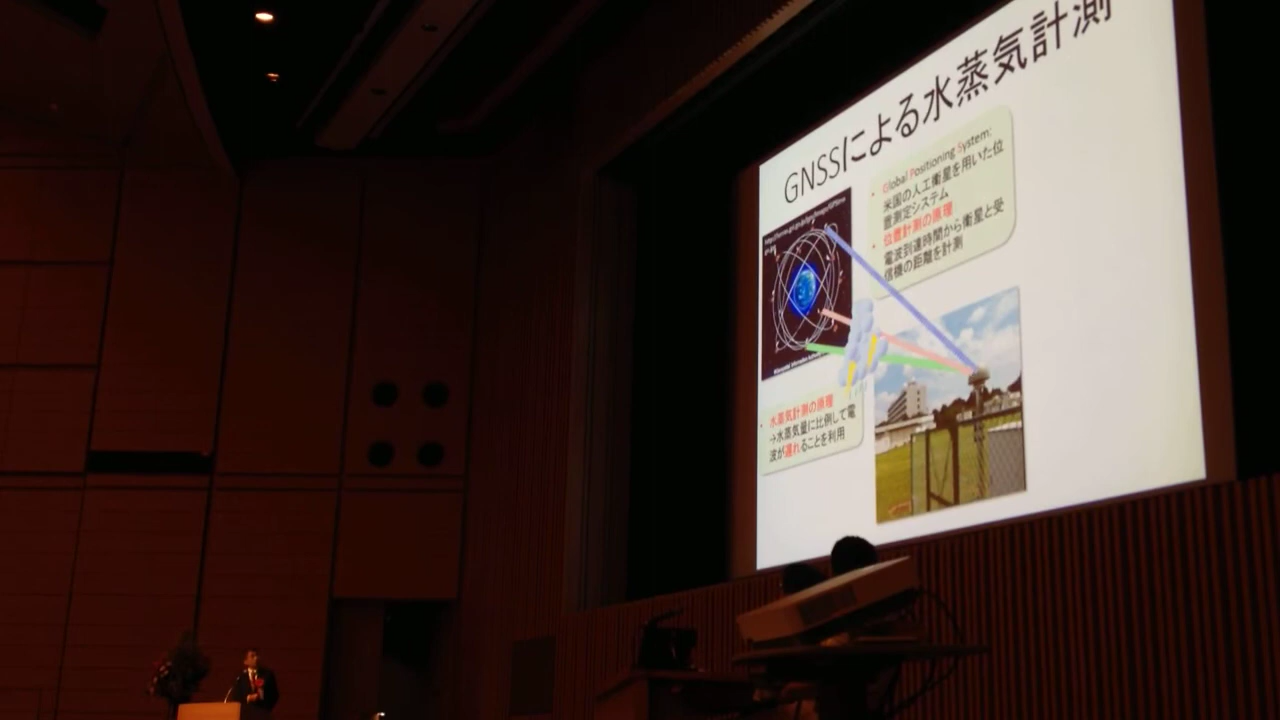 GNSSによる水蒸気計測
• Global Positioning System:
米国の人工衛星を用いた位
置測定システム
• 位置計測の原理
電波到達時間から衛星と受
信機の距離を計測
• 水蒸気計測の原理
→水蒸気量に比例して電
波が遅れることを利用